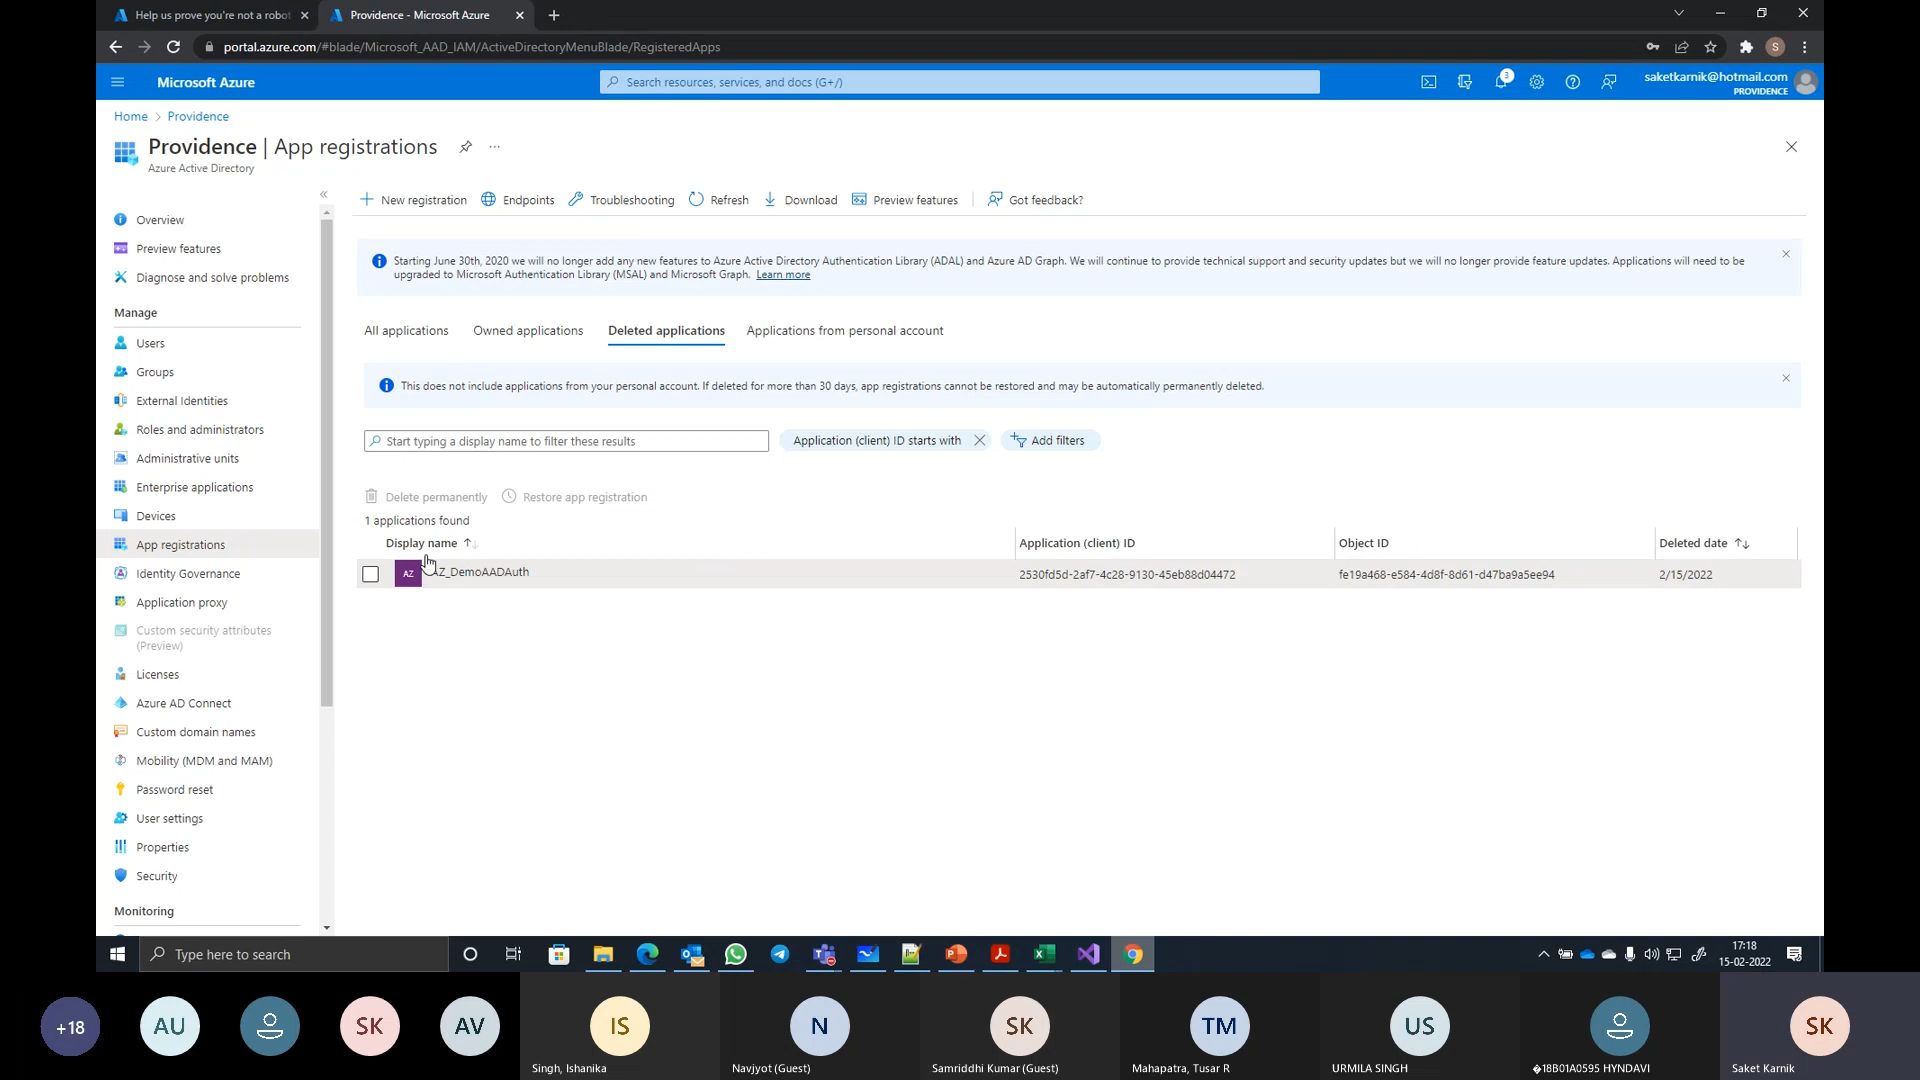 Help us prove you're not a robot
Providence - Microsoft Azure
portal.azure.com/#blade/Microsoft_AAD_IAM/ActiveDirectoryMenuBlade/RegisteredApps
S
Microsoft Azure
Search resources, services, and docs (G+/)
3
saketkarnik@hotmail.com
PROVIDENCE
Home > Providence
Providence | App registrations
Azure Active Directory
New registration
Endpoints
Troubleshooting
Refresh
Download
Preview features
Got feedback?
Overview
Preview features
Diagnose and solve problems
Manage
Users
Groups
External Identities
Roles and administrators
Administrative units
Enterprise applications
Devices
App registrations
Identity Governance
Application proxy
Custom security attributes
(Preview)
Licenses
Azure AD Connect
Custom domain names
Mobility (MDM and MAM)
Password reset
User settings
Properties
Security
Monitoring
Starting June 30th, 2020 we will no longer add any new features to Azure Active Directory Authentication Library (ADAL) and Azure AD Graph. We will continue to provide technical support and security updates but we will no longer provide feature updates. Applications will need to be
upgraded to Microsoft Authentication Library (MSAL) and Microsoft Graph. Learn more
All applications
Owned applications
Deleted applications
Applications from personal account
This does not include applications from your personal account. If deleted for more than 30 days, app registrations cannot be restored and may be automatically permanently deleted.
Start typing a display name to filter these results
Application (client) ID starts with
Add filters
Delete permanently
Restore app registration
1 applications found
Display name
Application (client) ID
Object ID
Deleted date
AZ
AZ_DemoAADAuth
2530fd5d-2af7-4c28-9130-45eb88d04472
fe19a468-e584-4d8f-8d61-d47ba9a5ee94
2/15/2022
Type here to search
17:18
15-02-2022
+18
AU
SK
AV
IS
Singh, Ishanika
N
Navjyot (Guest)
SK
Samriddhi Kumar (Guest)
TM
Mahapatra, Tusar R
US
URMILA SINGH
�18B01A0595 HYNDAVI
SK
Saket Karnik